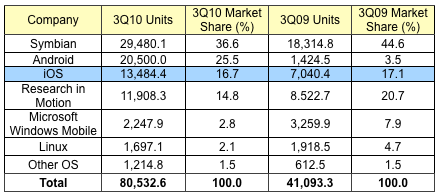 Company 3Q10 Units 3Q10 Market Share (%) 3Q09 Units 3Q09 Market Share (%)
Symbian 29,480.1 36.6 18,314.8 44.6
Android 20,500.0 25.5 1,424.5 3.5
iOS 13,484.4 16.7 7,040.4 17.1
Research in Motion 11,908.3 14.8 8.522.7 20.7
Microsoft Windows Mobile 2,247.9 2.8 3,259.9 7.9
Linux 1,697.1 2.1 1,918.5 4.7
Other OS 1,214.8 1.5 612.5 1.5
Total 80,532.6 100.0 41,093.3 100.0